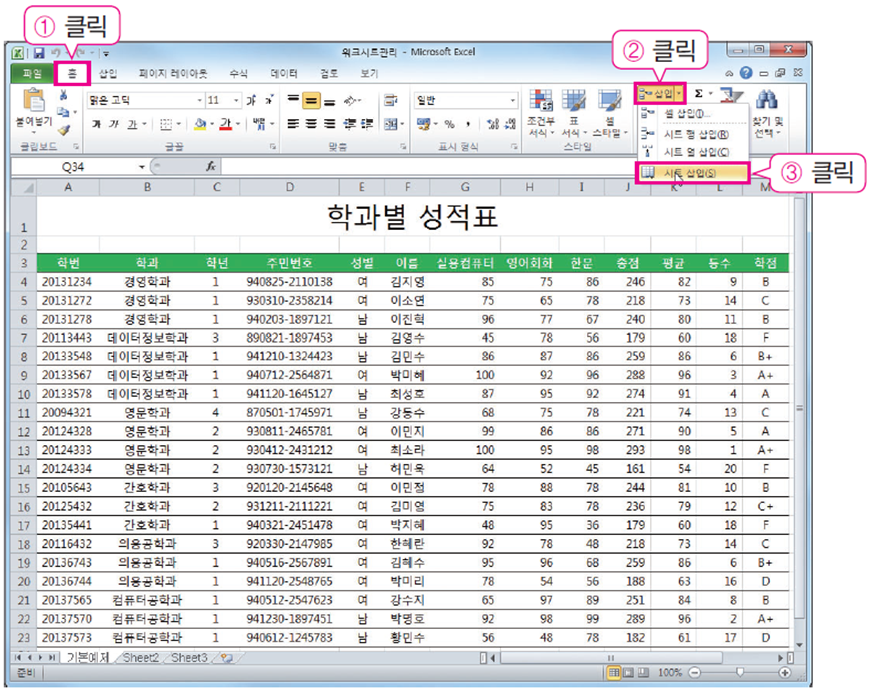 ① 클릭
워크시트관리 - Microsoft Excel
② 클릭
파일 홈 삽입 페이지 레이아웃 수식 데이터 검토 보기
맑은 고딕 11 가 가 일반 삽입 Σ
붙여넣기 가 가 가 가 % , 조건부 서식 표 서식 셀 스타일 찾기 및 선택
셀 삽입(I)...
시트 행 삽입(R)
시트 열 삽입(C)
시트 삽입(S)
③ 클릭
클립보드 글꼴 맞춤 표시 형식 스타일
Q34 fx
A B C D E F G H I J K L M
1 학과별 성적표
2
3 학번 학과 학년 주민번호 성별 이름 실용컴퓨터 영어회화 한문 총점 평균 등수 학점
4 20131234 경영학과 1 940825-2110138 여 김지영 85 75 86 246 82 9 B
5 20131272 경영학과 1 930310-2358214 여 이소연 75 65 78 218 73 14 C
6 20131278 경영학과 1 940203-1897121 남 이진혁 96 77 67 240 80 11 B
7 20113443 데이터정보학과 3 890821-1897453 남 김영수 45 78 56 179 60 18 F
8 20133548 데이터정보학과 1 941210-1324423 남 김민수 86 87 86 259 86 6 B+
9 20133567 데이터정보학과 1 940712-2564871 여 박미혜 100 92 96 288 96 3 A+
10 20133578 데이터정보학과 1 941120-1645127 남 최성호 87 95 92 274 91 4 A
11 20094321 영문학과 4 870501-1745971 남 강동수 68 75 78 221 74 13 C
12 20124328 영문학과 2 930811-2465781 여 이민지 99 86 86 271 90 5 A
13 20124333 영문학과 2 930412-2431212 여 최소라 100 95 98 293 98 1 A+
14 20124334 영문학과 2 930730-1573121 남 허민욱 64 52 45 161 54 20 F
15 20105643 간호학과 3 920120-2145648 여 이민정 78 88 78 244 81 10 B
16 20125432 간호학과 2 931211-2111221 여 김미영 75 83 78 236 79 12 C+
17 20135441 간호학과 1 940321-2451478 여 박지혜 48 95 36 179 60 18 F
18 20116432 의용공학과 3 920330-2147985 여 한혜란 92 78 48 218 73 14 C
19 20136743 의용공학과 1 940516-2567891 여 김혜수 95 96 68 259 86 6 B+
20 20136744 의용공학과 1 941120-2548765 여 박미리 78 54 56 188 63 16 D
21 20137565 컴퓨터공학과 1 940512-2547623 여 강수지 65 97 89 251 84 8 B
22 20137570 컴퓨터공학과 1 941230-1897451 남 박명호 92 98 99 289 96 2 A+
23 20137573 컴퓨터공학과 1 940612-1245783 남 황민수 56 48 78 182 61 17 D
기본예제 Sheet2 Sheet3
준비 100%